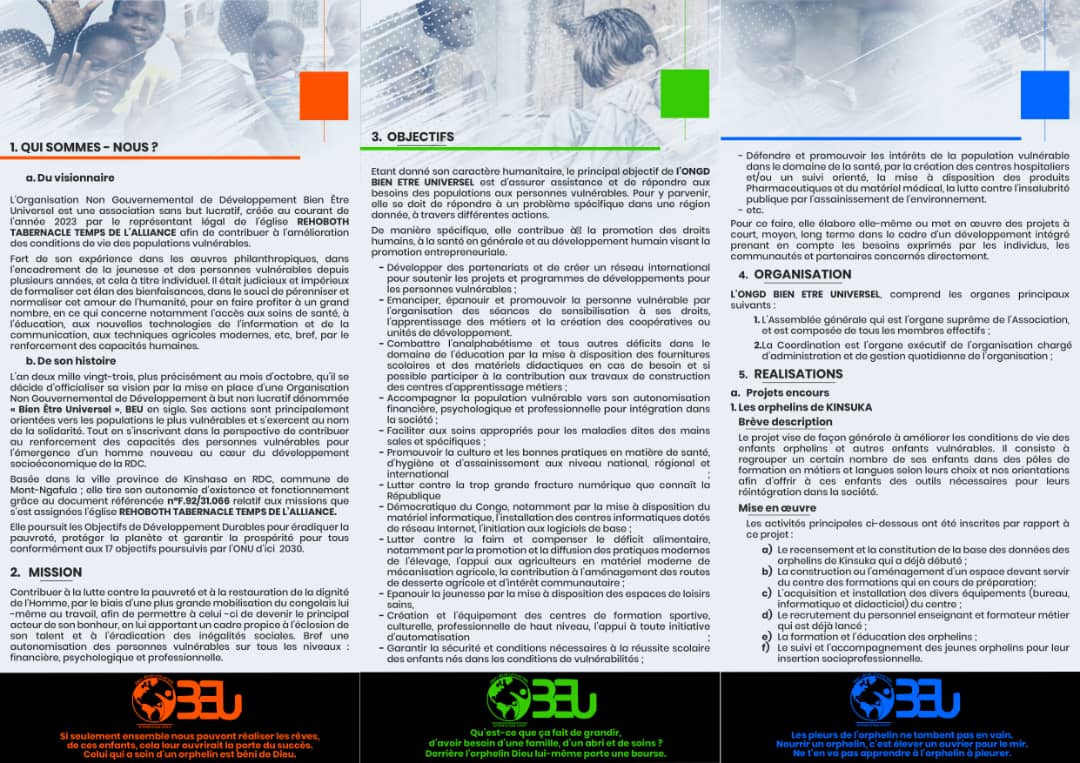 1. QUI SOMMES - NOUS ?
a. Du visionnaire
L'Organisation Non Gouvernemental de Développement Bien Être
Universel est une association sans but lucratif, créée au courant de
l'année 2023 par le représentant légal de l'église REHOBOTH
TABERNACLE TEMPS DE L'ALLIANCE afin de contribuer à l'amélioration
des conditions de vie des populations vulnérables.
Fort de son expérience dans les œuvres philanthropiques, dans
l'encadrement de la jeunesse et des personnes vulnérables depuis
plusieurs années, et cela à titre individuel. Il était judicieux et impérieux
de formaliser cet élan des bienfaisances, dans le souci de pérenniser et
normaliser cet amour de l'humanité, pour en faire profiter à un grand
nombre, en ce qui concerne notamment l'accès aux soins de santé, à
l'éducation, aux nouvelles technologies de l'information et de la
communication, aux techniques agricoles modernes, etc, bref, par le
renforcement des capacités humaines.
b. De son histoire
L'an deux mille vingt-trois, plus précisément au mois d'octobre, qu'il se
décide d'officialiser sa vision par la mise en place d'une Organisation
Non Gouvernemental de Développement à but non lucratif dénommée
« Bien Être Universel », BEU en sigle. Ses actions sont principalement
orientées vers les populations le plus vulnérables et s'exercent au nom
de la solidarité. Tout en s'inscrivant dans la perspective de contribuer
au renforcement des capacités des personnes vulnérables pour
l'émergence d'un homme nouveau au cœur du développement
socioéconomique de la RDC.
Basée dans la ville province de Kinshasa en RDC, commune de
Mont-Ngafula ; elle tire son autonomie d'existence et fonctionnement
grâce au document référencée n°F.92/31.066 relatif aux missions que
s'est assignées l'église REHOBOTH TABERNACLE TEMPS DE L'ALLIANCE.
Elle poursuit les Objectifs de Développement Durables pour éradiquer la
pauvreté, protéger la planète et garantir la prospérité pour tous
conformément aux 17 objectifs poursuivis par l'ONU d'ici 2030.
2. MISSION
Contribuer à la lutte contre la pauvreté et à la restauration de la dignité
de l'Homme, par le biais d'une plus grande mobilisation du congolais lui
-même au travail, afin de permettre à celui -ci de devenir le principal
acteur de son bonheur, en lui apportant un cadre propice à l'éclosion de
son talent et à l'éradication des inégalités sociales. Bref une
autonomisation des personnes vulnérables sur tous les niveaux :
financière, psychologique et professionnelle.
BEU
Si seulement ensemble nous pouvont réaliser les rêves,
de ces enfants, cela leur ouvrirait la porte du succès.
Celui qui a soin d'un orphelin est béni de Dieu.
3. OBJECTIFS
Etant donné son caractère humanitaire, le principal objectif de l'ONGD
BIEN ETRE UNIVERSEL est d'assurer assistance et de répondre aux
besoins des populations aux personnes vulnérables. Pour y parvenir,
elle se doit de répondre à un problème spécifique dans une région
donnée, à travers différentes actions.
De manière spécifique, elle contribue à la promotion des droits
humains, à la santé en générale et au développement humain visant la
promotion entrepreneuriale.
- Développer des partenariats et de créer un réseau international
pour soutenir les projets et programmes de développements pour
les personnes vulnérables ;
- Emanciper, épanouir et promouvoir la personne vulnérable par
l'organisation des séances de sensibilisation à ses droits,
l'apprentissage des métiers et la création des coopératives ou
unités de développement.
- Combattre l'analphabétisme et tous autres déficits dans le
domaine de l'éducation par la mise à disposition des fournitures
scolaires et des matériels didactiques en cas de besoin et si
possible participer à la contribution aux travaux de construction
des centres d'apprentissage métiers ;
- Accompagner la population vulnérable vers son autonomisation
financière, psychologique et professionnelle pour intégration dans
la société ;
- Faciliter aux soins appropriés pour les maladies dites des mains
sales et spécifiques ;
- Promouvoir la culture et les bonnes pratiques en matière de santé,
d'hygiène et d'assainissement aux niveau national, régional et
international ;
- Lutter contre la trop grande fracture numérique que connaît la
République
- Démocratique du Congo, notamment par la mise à disposition du
matériel informatique, l'installation des centres informatiques dotés
de réseau Internet, l'initiation aux logiciels de base ;
- Lutter contre la faim et compenser le déficit alimentaire,
notamment par la promotion et la diffusion des pratiques modernes
de l'élevage, l'appui aux agriculteurs en matériel moderne de
mécanisation agricole, la contribution à l'aménagement des routes
de desserte agricole et d'intérêt communautaire ;
- Epanouir la jeunesse par la mise à disposition des espaces de loisirs
sains,
- Création et l'équipement des centres de formation sportive,
culturelle, professionnelle de haut niveau, l'appui à toute initiative
d'automatisation ;
- Garantir la sécurité et conditions nécessaires à la réussite scolaire
des enfants nés dans les conditions de vulnérabilités ;
BEU
Qu'est-ce que ça fait de grandir,
d'avoir besoin d'une famille, d'un abri et de soins ?
Derrière l'orphelin Dieu lui-même porte une bourse.
- Défendre et promouvoir les intérêts de la population vulnérable
dans le domaine de la santé, par la création des centres hospitaliers
et/ou un suivi orienté, la mise à disposition des produits
Pharmaceutiques et du matériel médical, la lutte contre l'insalubrité
publique par l'assainissement de l'environnement.
- etc.
Pour ce faire, elle élabore elle-même ou met en œuvre des projets à
court, moyen, long terme dans le cadre d'un développement intégré
prenant en compte les besoins exprimés par les individus, les
communautés et partenaires concernés directement.
4. ORGANISATION
L'ONGD BIEN ETRE UNIVERSEL, comprend les organes principaux
suivants :
1. L'Assemblée générale qui est l'organe suprême de l'Association,
et est composée de tous les membres effectifs ;
2.La Coordination est l'organe exécutif de l'organisation chargé
d'administration et de gestion quotidienne de l'organisation ;
5. REALISATIONS
a. Projets encours
1. Les orphelins de KINSUKA
Brève description
Le projet vise de façon générale à améliorer les conditions de vie des
enfants orphelins et autres enfants vulnérables. Il consiste à
regrouper un certain nombre de ses enfants dans des pôles de
formation en métiers et langues selon leurs choix et nos orientations
afin d'offrir à ces enfants des outils nécessaires pour leurs
réintégration dans la société.
Mise en œuvre
Les activités principales ci-dessous ont été inscrites par rapport à
ce projet :
a) Le recensement et la constitution de la base des données des
orphelins de Kinsuka qui a déjà débuté ;
b) La construction ou l'aménagement d'un espace devant servir
du centre des formations qui en cours de préparation;
c) L'acquisition et installation des divers équipements (bureau,
informatique et didacticiel) du centre ;
d) Le recrutement du personnel enseignant et formateur métier
qui est déjà lancé ;
e) La formation et l'éducation des orphelins ;
f) Le suivi et l'accompagnement des jeunes orphelins pour leur
insertion socioprofessionnelle.
BEU
Les pleurs de l'orphelin ne tombent pas en vain.
Nourrir un orphelin, c'est élever un ouvrier pour le mir.
Ne t'en va pas apprendre à l'orphelin à pleurer.